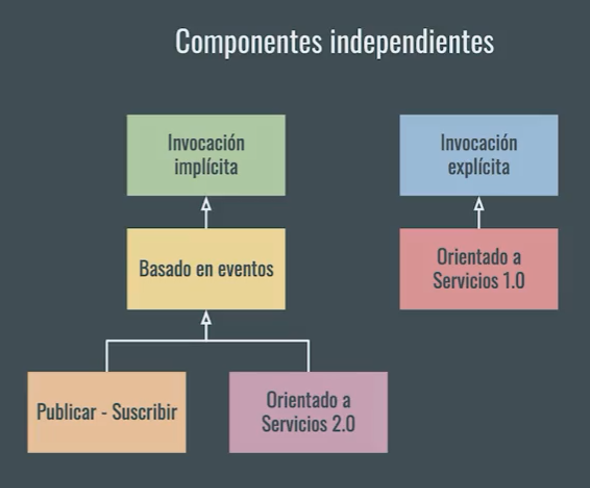 Componentes independientes
Invocación
implícita
Invocación
explícita
Basado en eventos
Orientado a
Servicios 1.0
Publicar - Suscribir
Orientado a
Servicios 2.0